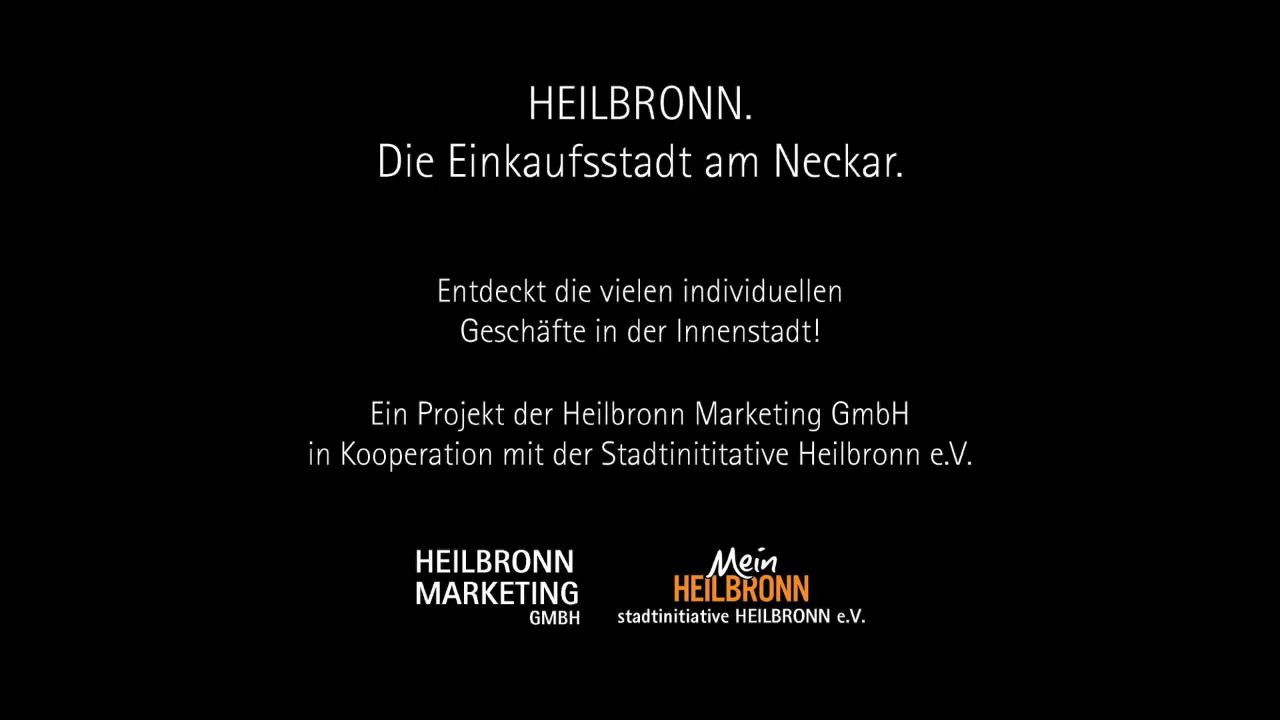 HEILBRONN.
Die Einkaufsstadt am Neckar.
Entdeckt die vielen individuellen
Geschäfte in der Innenstadt!
Ein Projekt der Heilbronn Marketing GmbH
in Kooperation mit der Stadtinititative Heilbronn e.V.
HEILBRONN
MARKETING
GMBH
Mein
HEILBRONN
stadtinitiative HEILBRONN e.V.